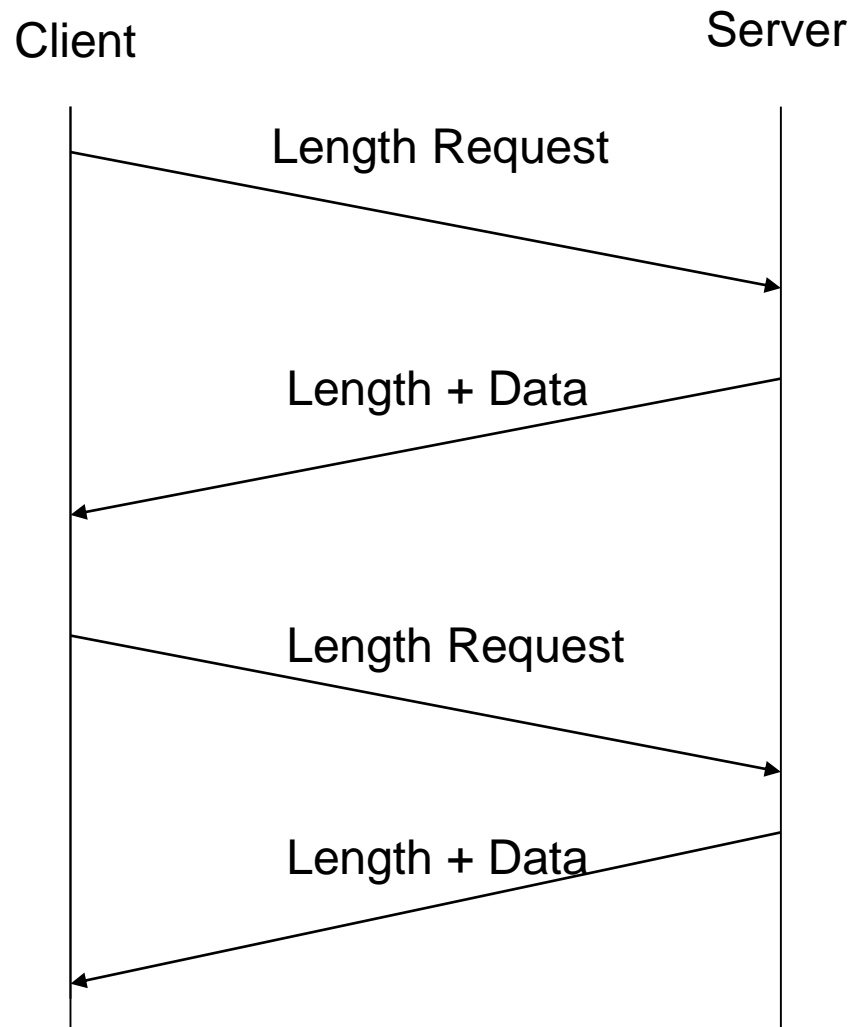 Client
Server
Length Request
Length + Data
Length Request
Length + Data